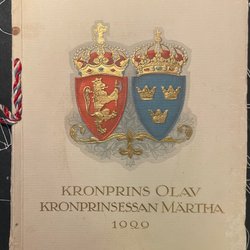 KRONPRINS OLAV
KRONPRINSESSAN MÄRTHA
1929